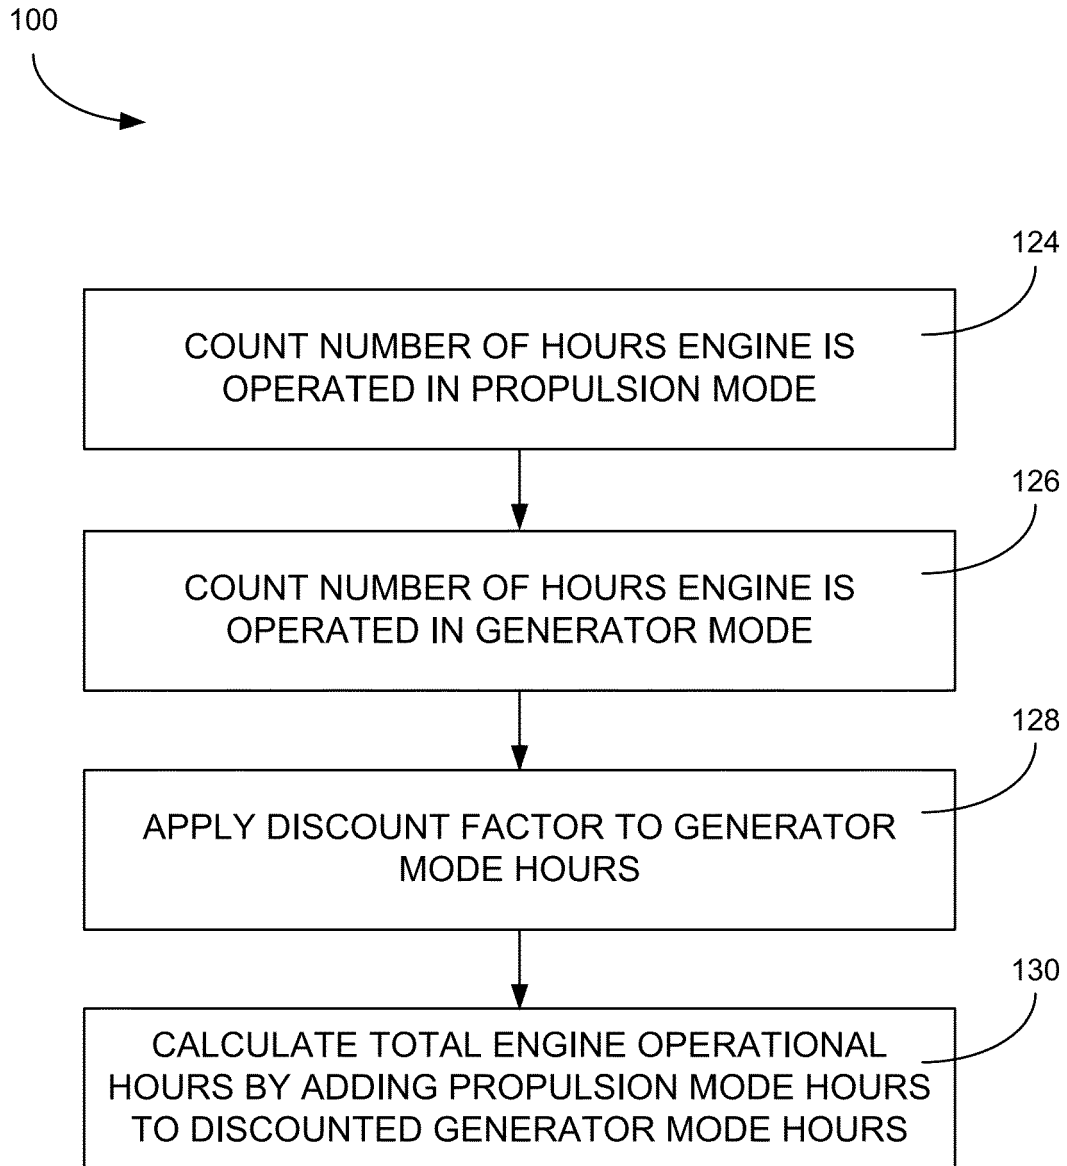 100
124
COUNT NUMBER OF HOURS ENGINE IS
OPERATED IN PROPULSION MODE
126
COUNT NUMBER OF HOURS ENGINE IS
OPERATED IN GENERATOR MODE
128
APPLY DISCOUNT FACTOR TO GENERATOR
MODE HOURS
130
CALCULATE TOTAL ENGINE OPERATIONAL
HOURS BY ADDING PROPULSION MODE HOURS
TO DISCOUNTED GENERATOR MODE HOURS